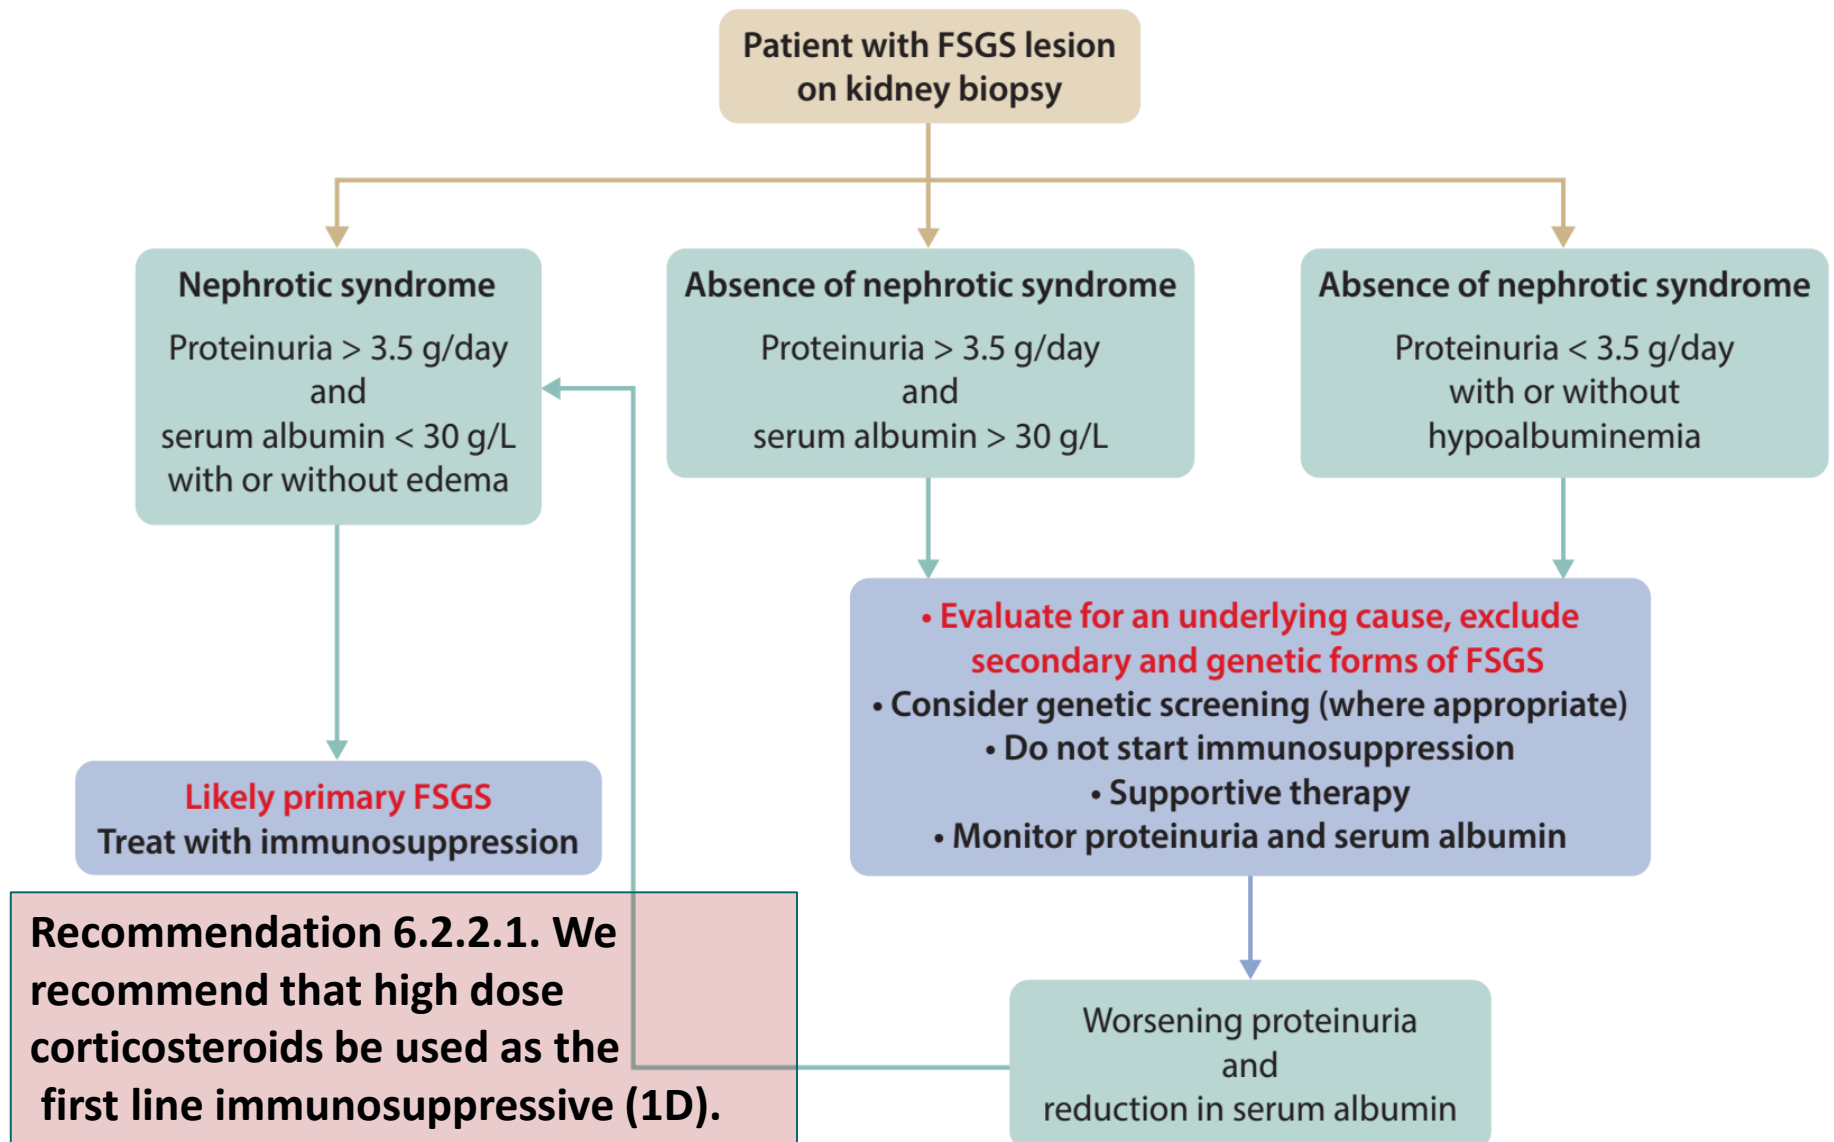 Patient with FSGS lesion
on kidney biopsy
Nephrotic syndrome
Proteinuria > 3.5 g/day
and
serum albumin < 30 g/L
with or without edema
Absence of nephrotic syndrome
Proteinuria > 3.5 g/day
and
serum albumin > 30 g/L
Absence of nephrotic syndrome
Proteinuria < 3.5 g/day
with or without
hypoalbuminemia
• Evaluate for an underlying cause, exclude
secondary and genetic forms of FSGS
• Consider genetic screening (where appropriate)
• Do not start immunosuppression
• Supportive therapy
• Monitor proteinuria and serum albumin
Likely primary FSGS
Treat with immunosuppression
Recommendation 6.2.2.1. We
recommend that high dose
corticosteroids be used as the
first line immunosuppressive (1D).
Worsening proteinuria
and
reduction in serum albumin